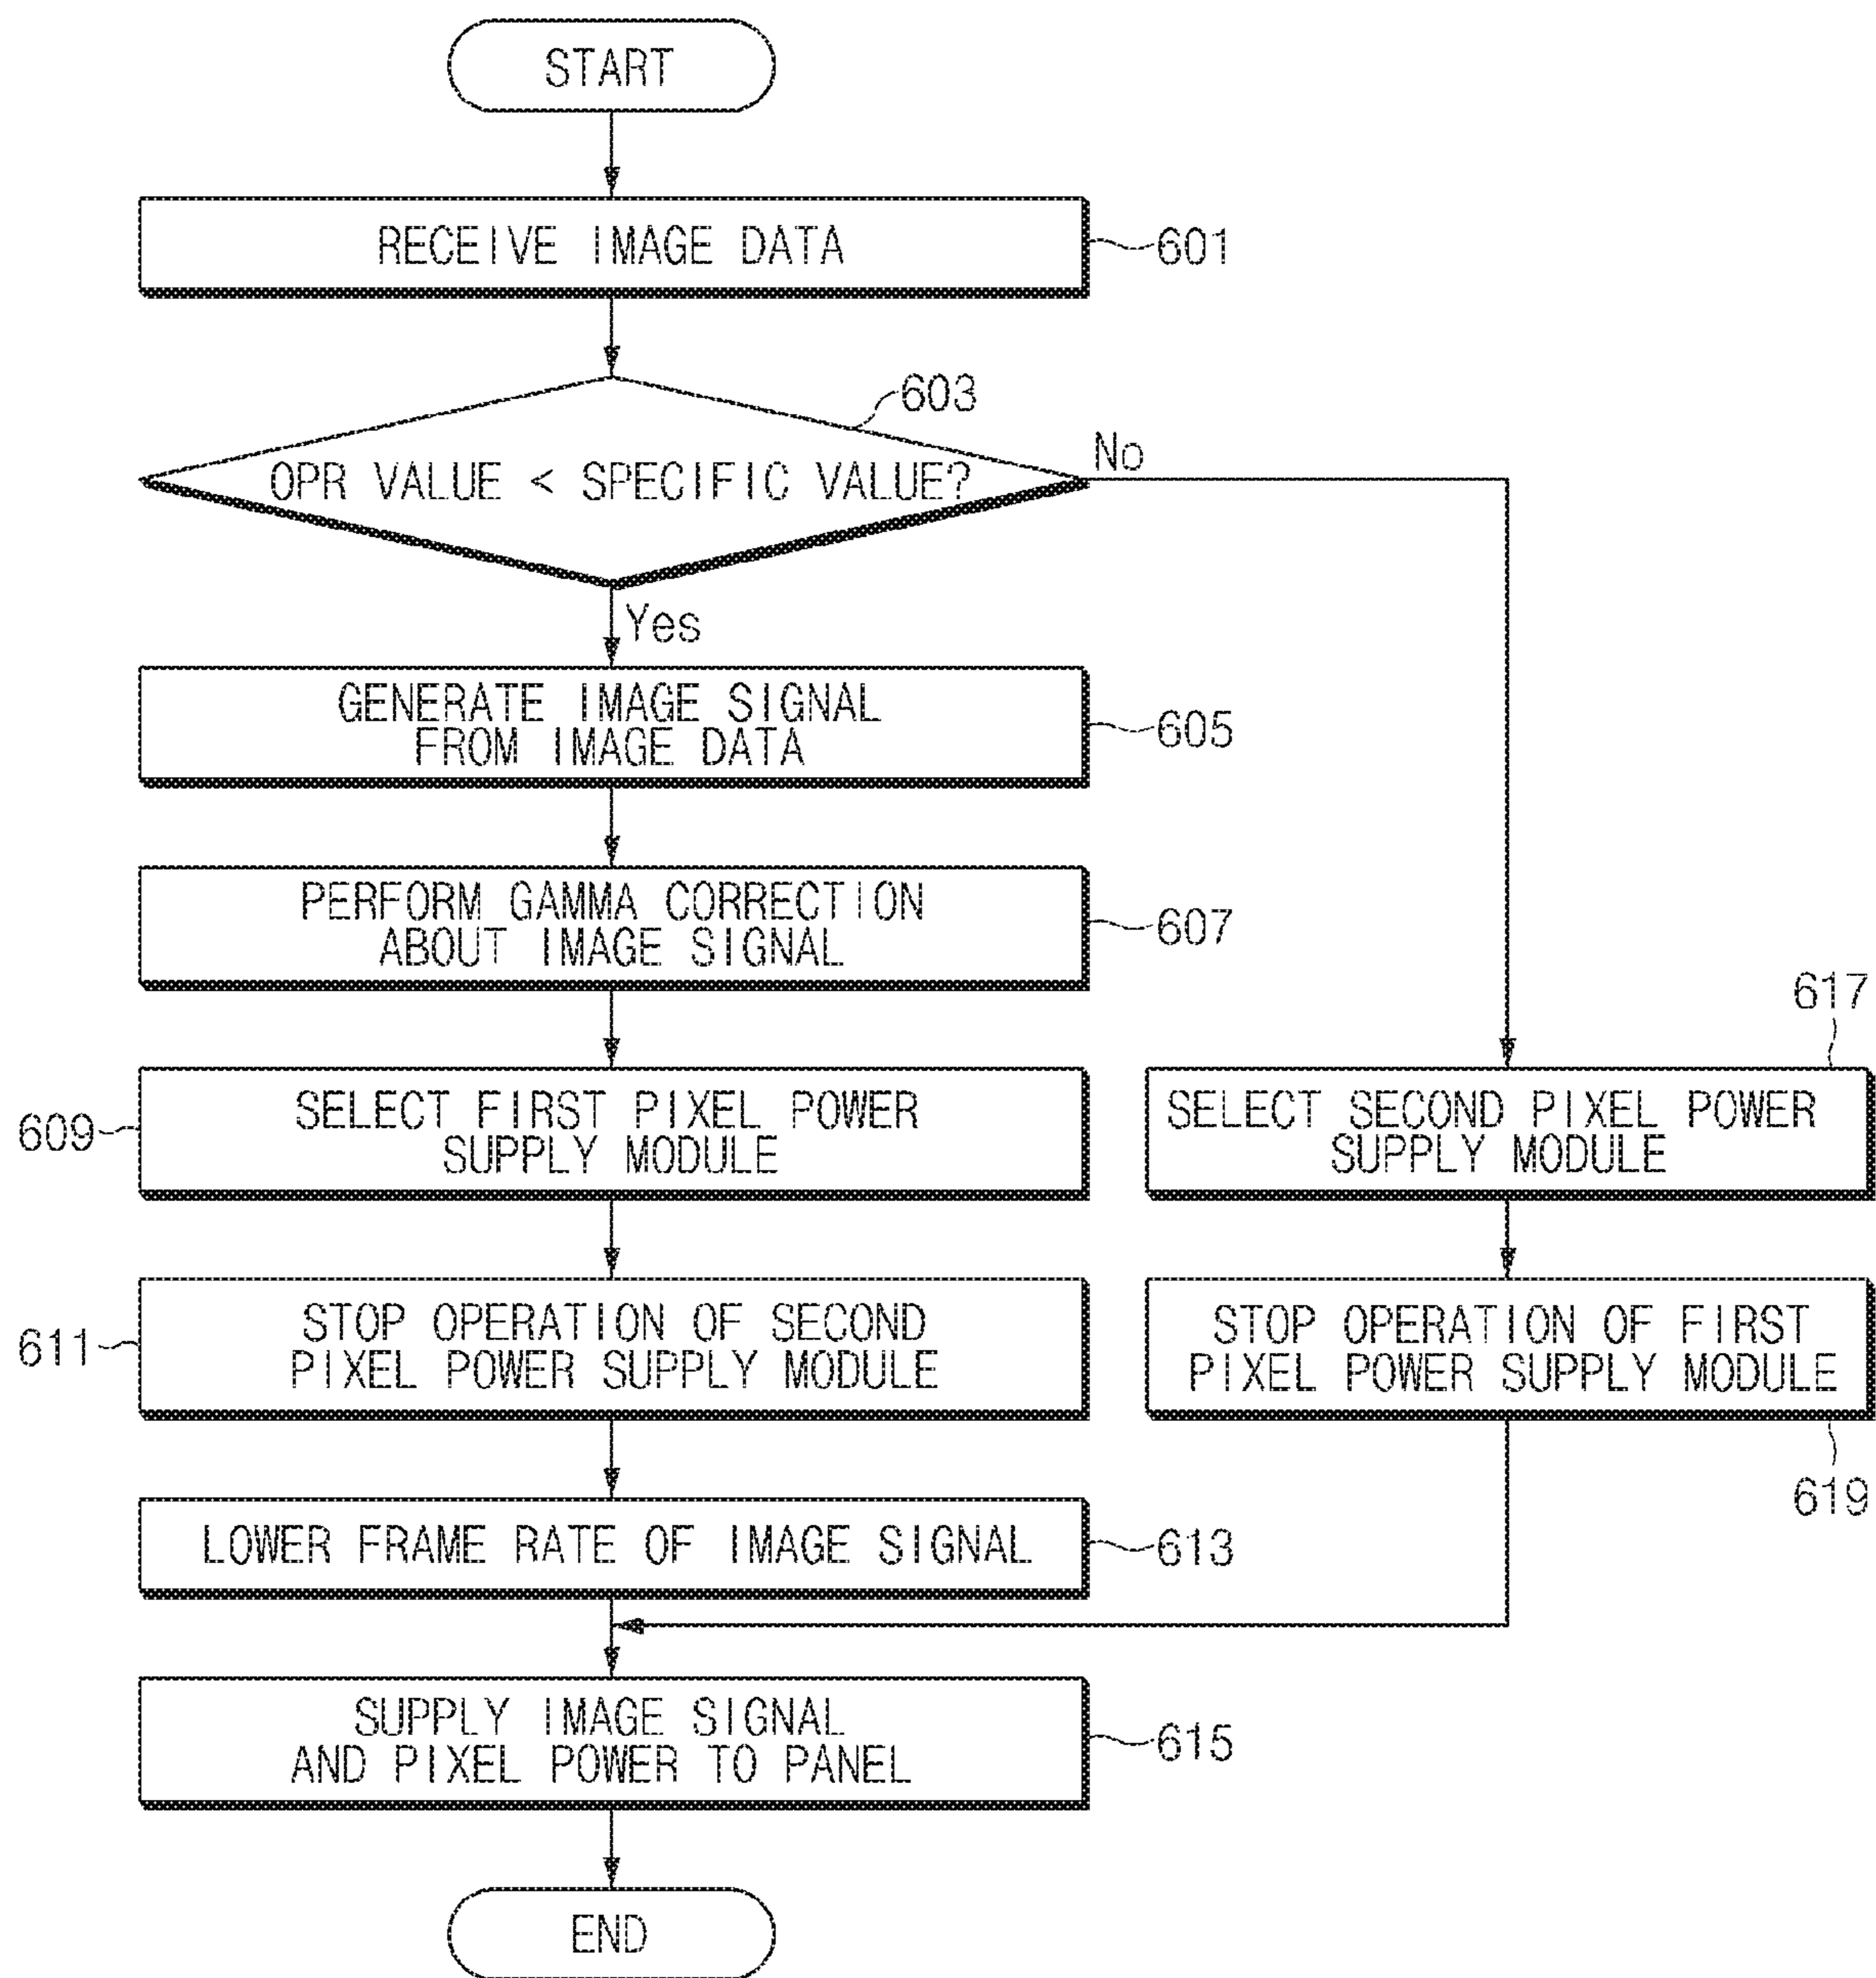 START
RECEIVE IMAGE DATA
601
603
OPR VALUE < SPECIFIC VALUE?
No
Yes
GENERATE IMAGE SIGNAL
FROM IMAGE DATA
605
PERFORM GAMMA CORRECTION
ABOUT IMAGE SIGNAL
607
609
SELECT FIRST PIXEL POWER
SUPPLY MODULE
617
SELECT SECOND PIXEL POWER
SUPPLY MODULE
611
STOP OPERATION OF SECOND
PIXEL POWER SUPPLY MODULE
STOP OPERATION OF FIRST
PIXEL POWER SUPPLY MODULE
619
LOWER FRAME RATE OF IMAGE SIGNAL
613
SUPPLY IMAGE SIGNAL
AND PIXEL POWER TO PANEL
615
END